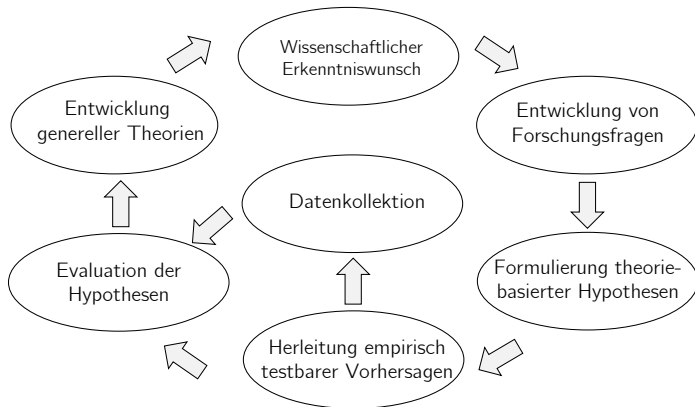 Wissenschaftlicher
Erkenntniswunsch
Entwicklung von
Forschungsfragen
Formulierung theorie-
basierter Hypothesen
Herleitung empirisch
testbarer Vorhersagen
Datenkollektion
Evaluation der
Hypothesen
Entwicklung
genereller Theorien